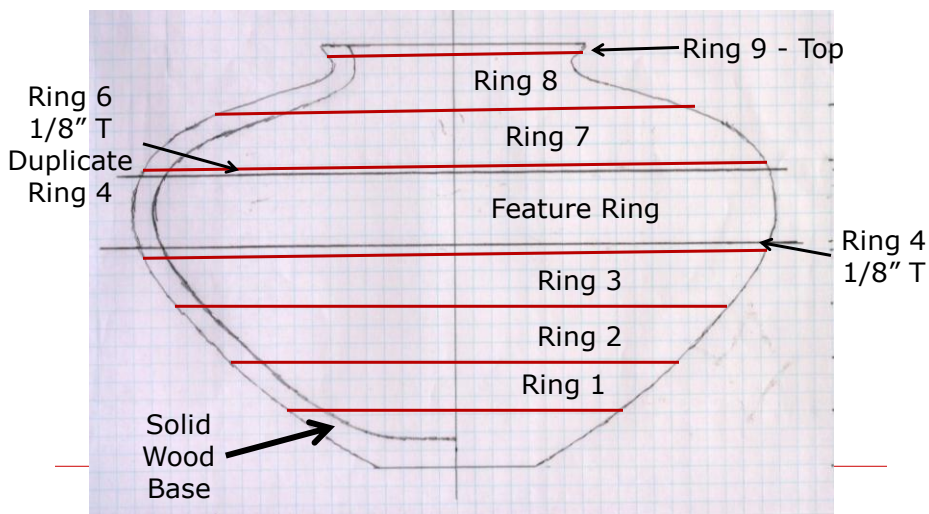 Ring 9 - Top
Ring 8
Ring 6
1/8” T
Duplicate
Ring 4
Ring 7
Feature Ring
Ring 4
1/8” T
Ring 3
Ring 2
Ring 1
Solid
Wood
Base